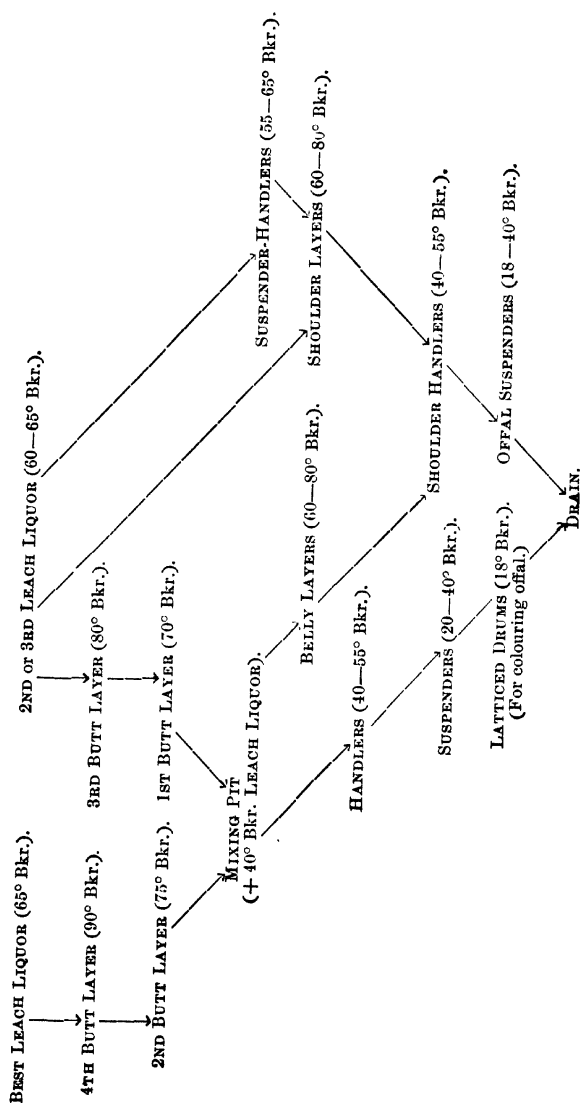 BEST LEACH LIQUOR (65° Bkr.).
2ND or 3RD LEACH LIQUOR (60—65° Bkr.).
4TH BUTT LAYER (90° Bkr.).
3RD BUTT LAYER (80° Bkr.).
2ND BUTT LAYER (75° Bkr.).
1ST BUTT LAYER (70° Bkr.).
MIXING PIT
(+ 40° Bkr. LEACH LIQUOR).
SUSPENDER-HANDLERS (55—65° Bkr.).
SHOULDER LAYERS (60—80° Bkr.).
BELLY LAYERS (60—80° Bkr.).
HANDLERS (40—55° Bkr.).
SHOULDER HANDLERS (40—55° Bkr.).
SUSPENDERS (20—40° Bkr.).
OFFAL SUSPENDERS (18—40° Bkr.).
LATTICED DRUMS (18° Bkr.).
(For colouring offal.)
DRAIN.